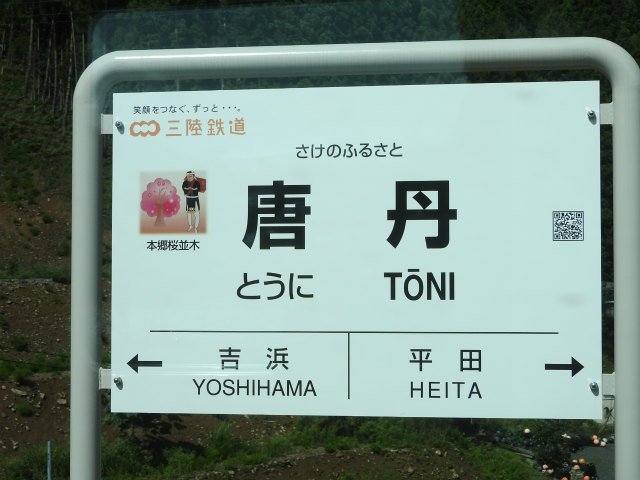 笑顔をつなぐ、ずっと・・・。
三陸鉄道
さけのふるさと
本郷桜並木
唐丹
とうに TŌNI
吉浜
YOSHIHAMA
平田
HEITA